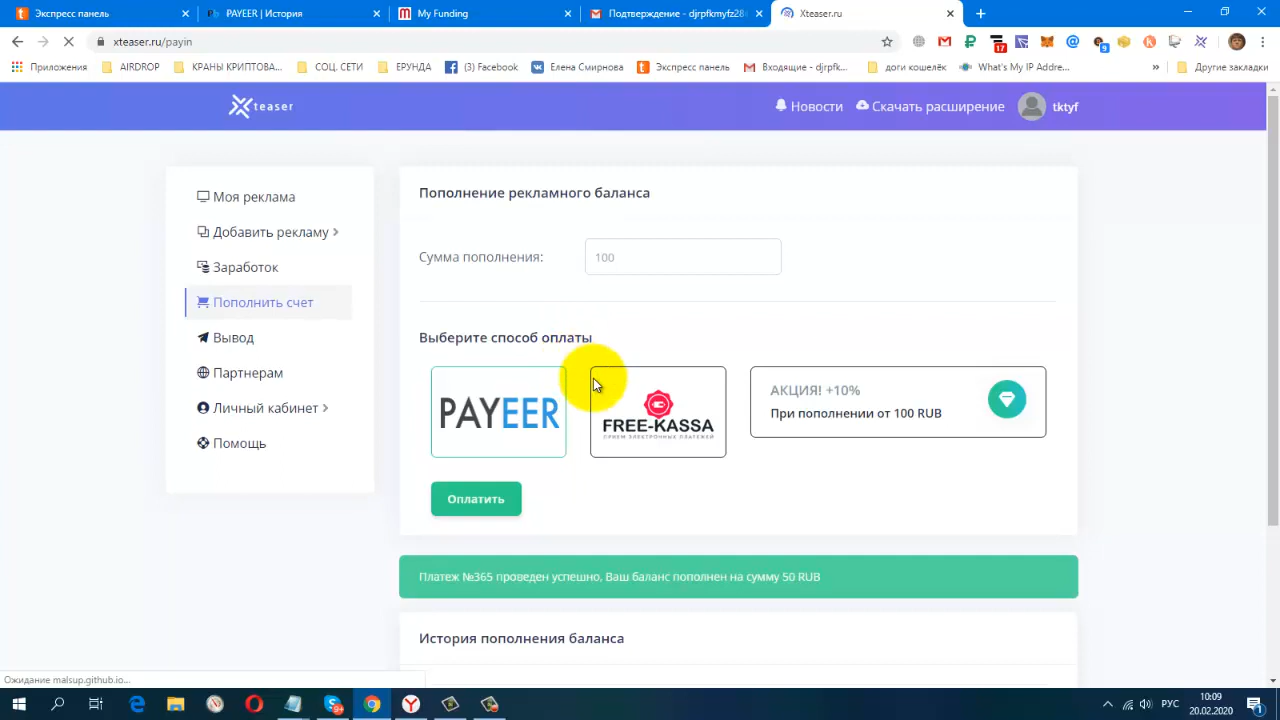 Экспресс панель
PAYEER | История
My Funding
Подтверждение - djrpfkmyfz28
Xteaser.ru
xteaser.ru/payin
17
9
Приложения
AIRDROP
КРАНЫ КРИПТОВА...
СОЦ. СЕТИ
ЕРУНДА
(3) Facebook
Елена Смирнова
Экспресс панель
Входящие - djrpfk...
доги кошелёк
What's My IP Addre...
»
Другие закладки
teaser
Новости
Скачать расширение
tktyf
Моя реклама
Добавить рекламу
Заработок
Пополнить счет
Вывод
Партнерам
Личный кабинет
Помощь
Пополнение рекламного баланса
Сумма пополнения:
100
Выберите способ оплаты
PAYEER
FREE-KASSA
ПРИЕМ ЭЛЕКТРОННЫХ ПЛАТЕЖЕЙ
АКЦИЯ! +10%
При пополнении от 100 RUB
Оплатить
Платеж №365 проведен успешно, Ваш баланс пополнен на сумму 50 RUB
История пополнения баланса
Ожидание malsup.github.io...
РУС
10:09
20.02.2020